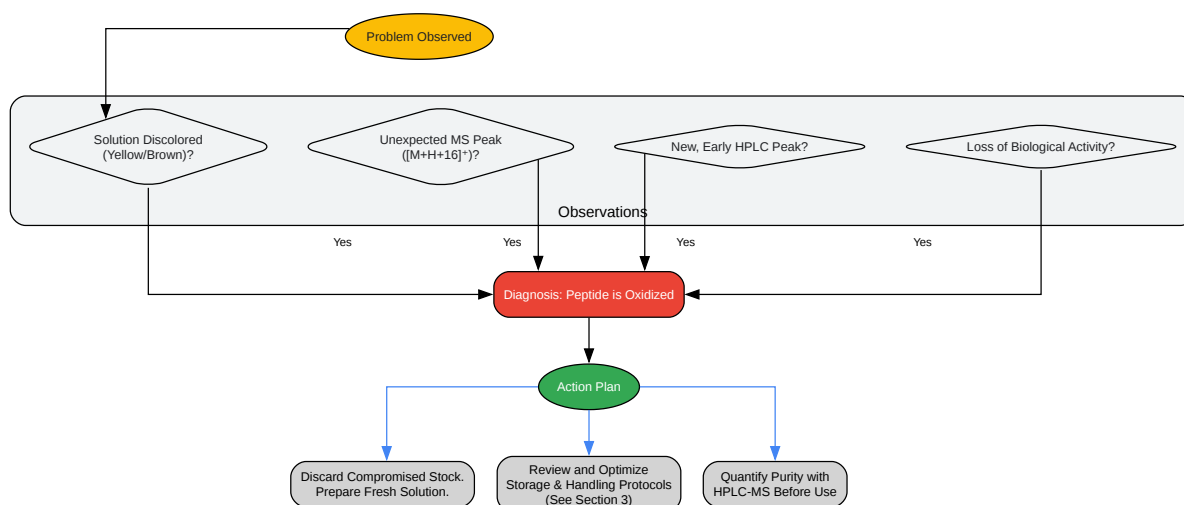 Problem Observed
Solution Discolored
(Yellow/Brown)?
Unexpected MS Peak
([M+H+16]⁺)?
New, Early HPLC Peak?
Loss of Biological Activity?
Observations
Yes
Yes
Yes
Yes
Diagnosis: Peptide is Oxidized
Action Plan
Discard Compromised Stock.
Prepare Fresh Solution.
Review and Optimize
Storage & Handling Protocols
(See Section 3)
Quantify Purity with
HPLC-MS Before Use